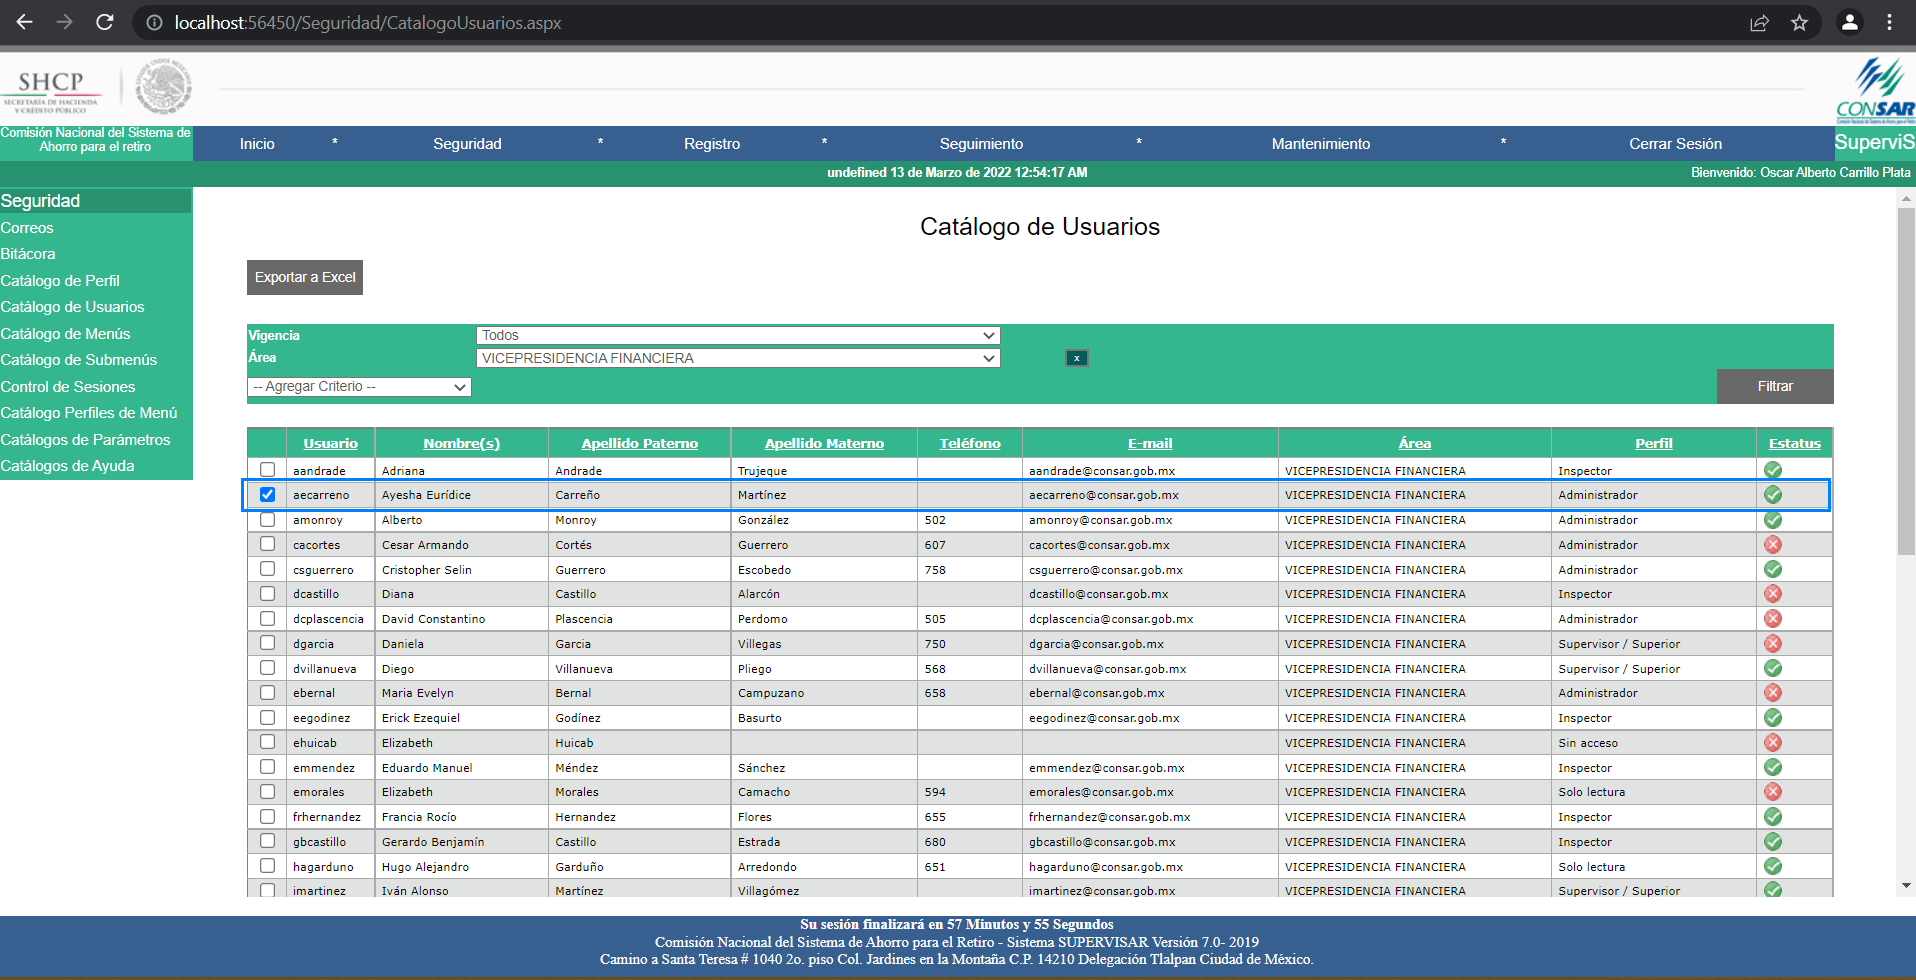 localhost:56450/Seguridad/CatalogoUsuarios.aspx
SHCP
SECRETARÍA DE HACIENDA
Y CRÉDITO PÚBLICO
CONSAR
Comisión Nacional del Sistema de
Ahorro para el retiro
Inicio * Seguridad * Registro * Seguimiento * Mantenimiento * Cerrar Sesión
SuperviS
undefined 13 de Marzo de 2022 12:54:17 AM
Bienvenido: Oscar Alberto Carrillo Plata
Seguridad
Correos
Bitácora
Catálogo de Perfil
Catálogo de Usuarios
Catálogo de Menús
Catálogo de Submenús
Control de Sesiones
Catálogo Perfiles de Menú
Catálogos de Parámetros
Catálogos de Ayuda
Catálogo de Usuarios
Exportar a Excel
Vigencia Todos
Área VICEPRESIDENCIA FINANCIERA x
-- Agregar Criterio --
Filtrar
Usuario Nombre(s) Apellido Paterno Apellido Materno Teléfono E-mail Área Perfil Estatus
aandrade Adriana Andrade Trujeque aandrade@consar.gob.mx VICEPRESIDENCIA FINANCIERA Inspector
aecarreno Ayesha Eurídice Carreño Martínez aecarreno@consar.gob.mx VICEPRESIDENCIA FINANCIERA Administrador
amonroy Alberto Monroy González 502 amonroy@consar.gob.mx VICEPRESIDENCIA FINANCIERA Administrador
cacortes Cesar Armando Cortés Guerrero 607 cacortes@consar.gob.mx VICEPRESIDENCIA FINANCIERA Administrador
csguerrero Cristopher Selin Guerrero Escobedo 758 csguerrero@consar.gob.mx VICEPRESIDENCIA FINANCIERA Administrador
dcastillo Diana Castillo Alarcón dcastillo@consar.gob.mx VICEPRESIDENCIA FINANCIERA Inspector
dcplascencia David Constantino Plascencia Perdomo 505 dcplascencia@consar.gob.mx VICEPRESIDENCIA FINANCIERA Administrador
dgarcia Daniela Garcia Villegas 750 dgarcia@consar.gob.mx VICEPRESIDENCIA FINANCIERA Supervisor / Superior
dvillanueva Diego Villanueva Pliego 568 dvillanueva@consar.gob.mx VICEPRESIDENCIA FINANCIERA Supervisor / Superior
ebernal Maria Evelyn Bernal Campuzano 658 ebernal@consar.gob.mx VICEPRESIDENCIA FINANCIERA Administrador
eegodinez Erick Ezequiel Godínez Basurto eegodinez@consar.gob.mx VICEPRESIDENCIA FINANCIERA Inspector
ehuicab Elizabeth Huicab VICEPRESIDENCIA FINANCIERA Sin acceso
emmendez Eduardo Manuel Méndez Sánchez emmendez@consar.gob.mx VICEPRESIDENCIA FINANCIERA Inspector
emorales Elizabeth Morales Camacho 594 emorales@consar.gob.mx VICEPRESIDENCIA FINANCIERA Solo lectura
frhernandez Francia Rocío Hernandez Flores 655 frhernandez@consar.gob.mx VICEPRESIDENCIA FINANCIERA Inspector
gbcastillo Gerardo Benjamín Castillo Estrada 680 gbcastillo@consar.gob.mx VICEPRESIDENCIA FINANCIERA Inspector
hagarduno Hugo Alejandro Garduño Arredondo 651 hagarduno@consar.gob.mx VICEPRESIDENCIA FINANCIERA Solo lectura
imartinez Iván Alonso Martínez Villagómez imartinez@consar.gob.mx VICEPRESIDENCIA FINANCIERA Supervisor / Superior
Su sesión finalizará en 57 Minutos y 55 Segundos
Comisión Nacional del Sistema de Ahorro para el Retiro - Sistema SUPERVISAR Versión 7.0- 2019
Camino a Santa Teresa # 1040 2o. piso Col. Jardines en la Montaña C.P. 14210 Delegación Tlalpan Ciudad de México.